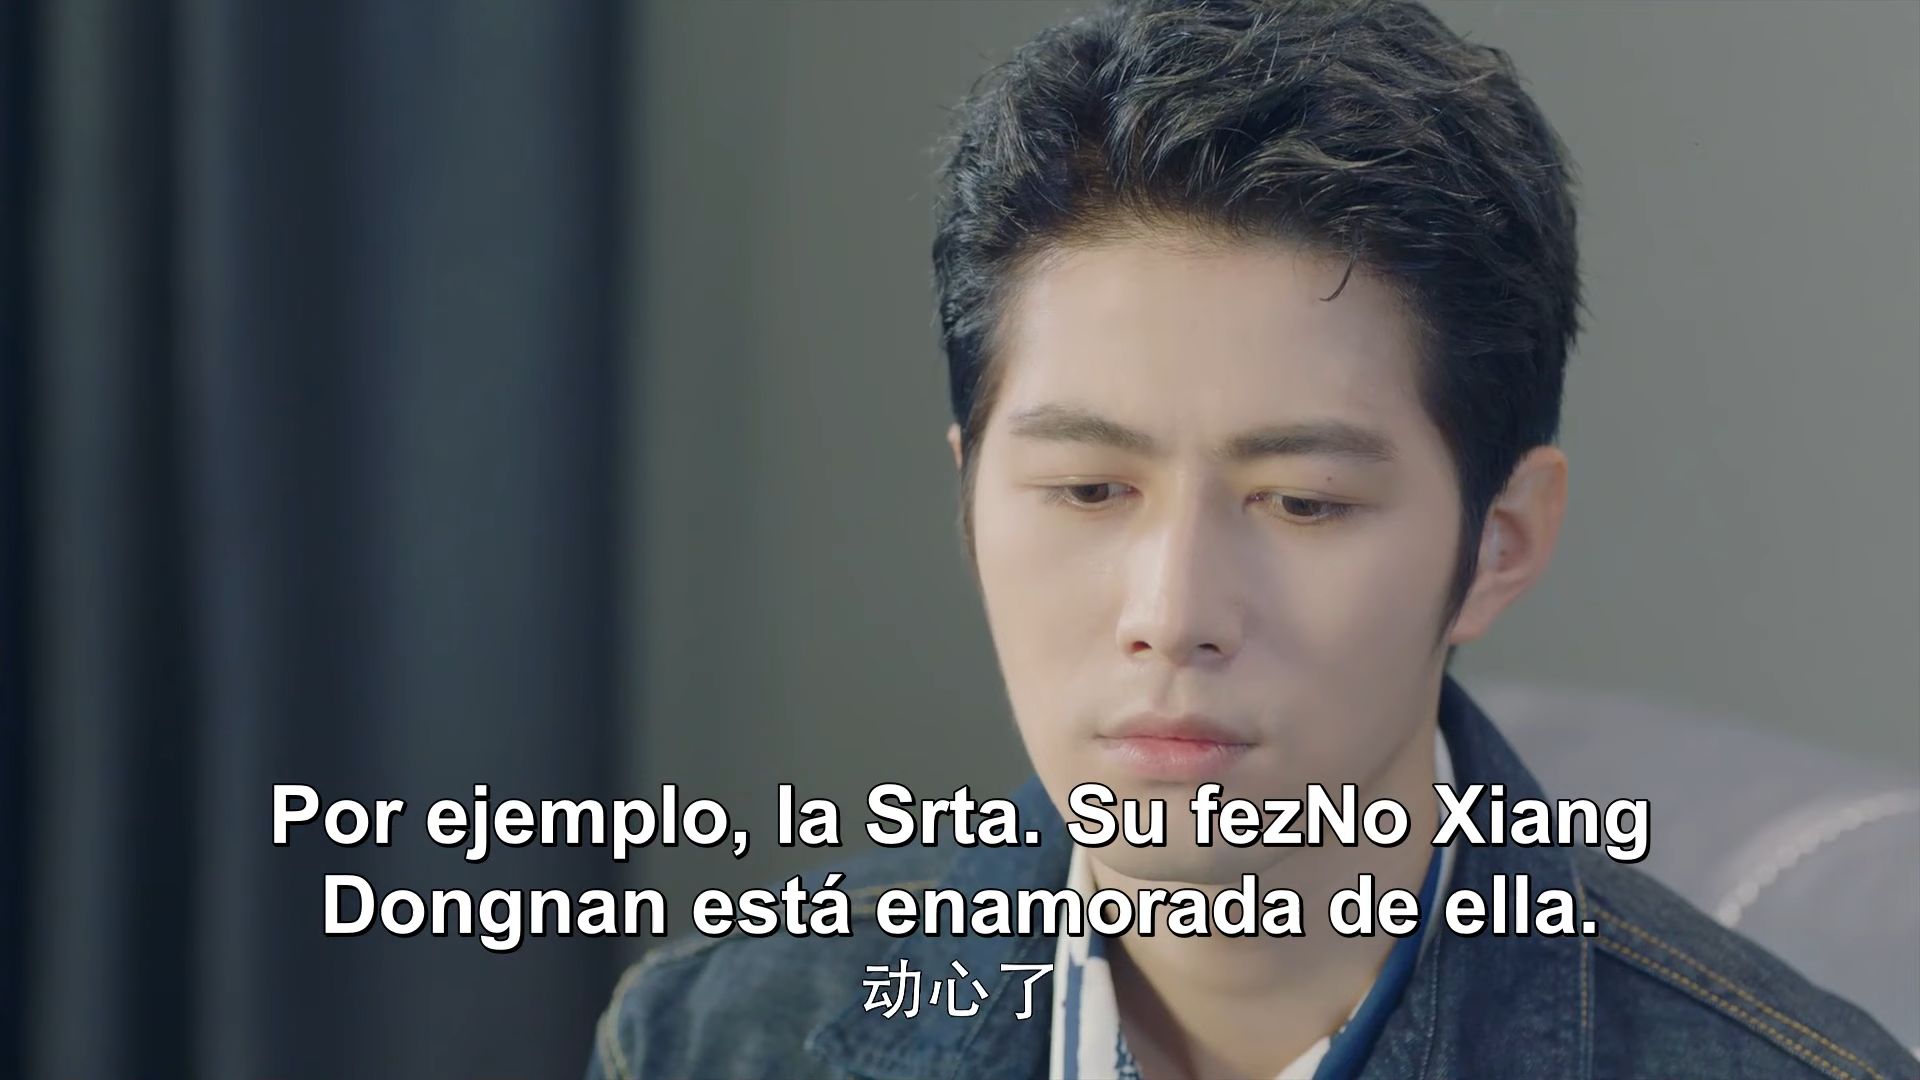 Por ejemplo, la Srta. Su fezNo Xiang
Dongnan está enamorada de ella.
动心了